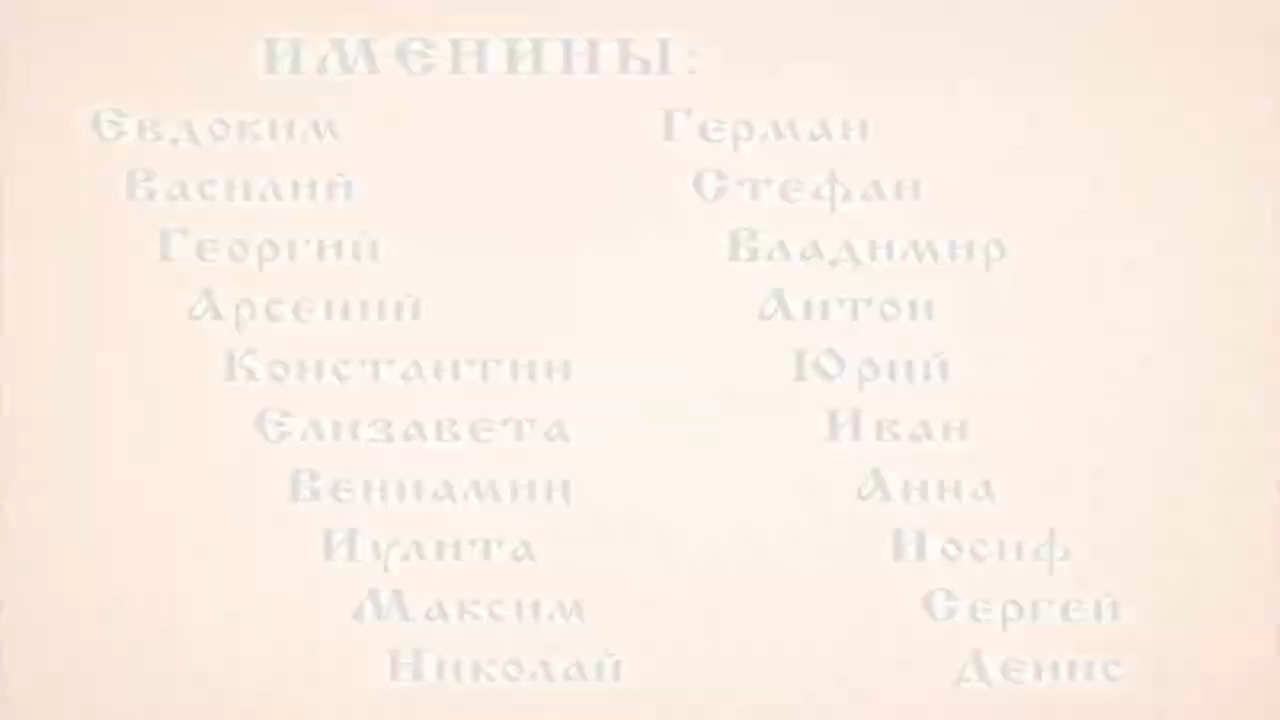 ИМЕНИНЫ:
Евдоким
Василий
Георгий
Арсений
Константин
Елизавета
Вениамин
Иулита
Максим
Николай
Герман
Стефан
Владимир
Антон
Юрий
Иван
Анна
Иосиф
Сергей
Денис